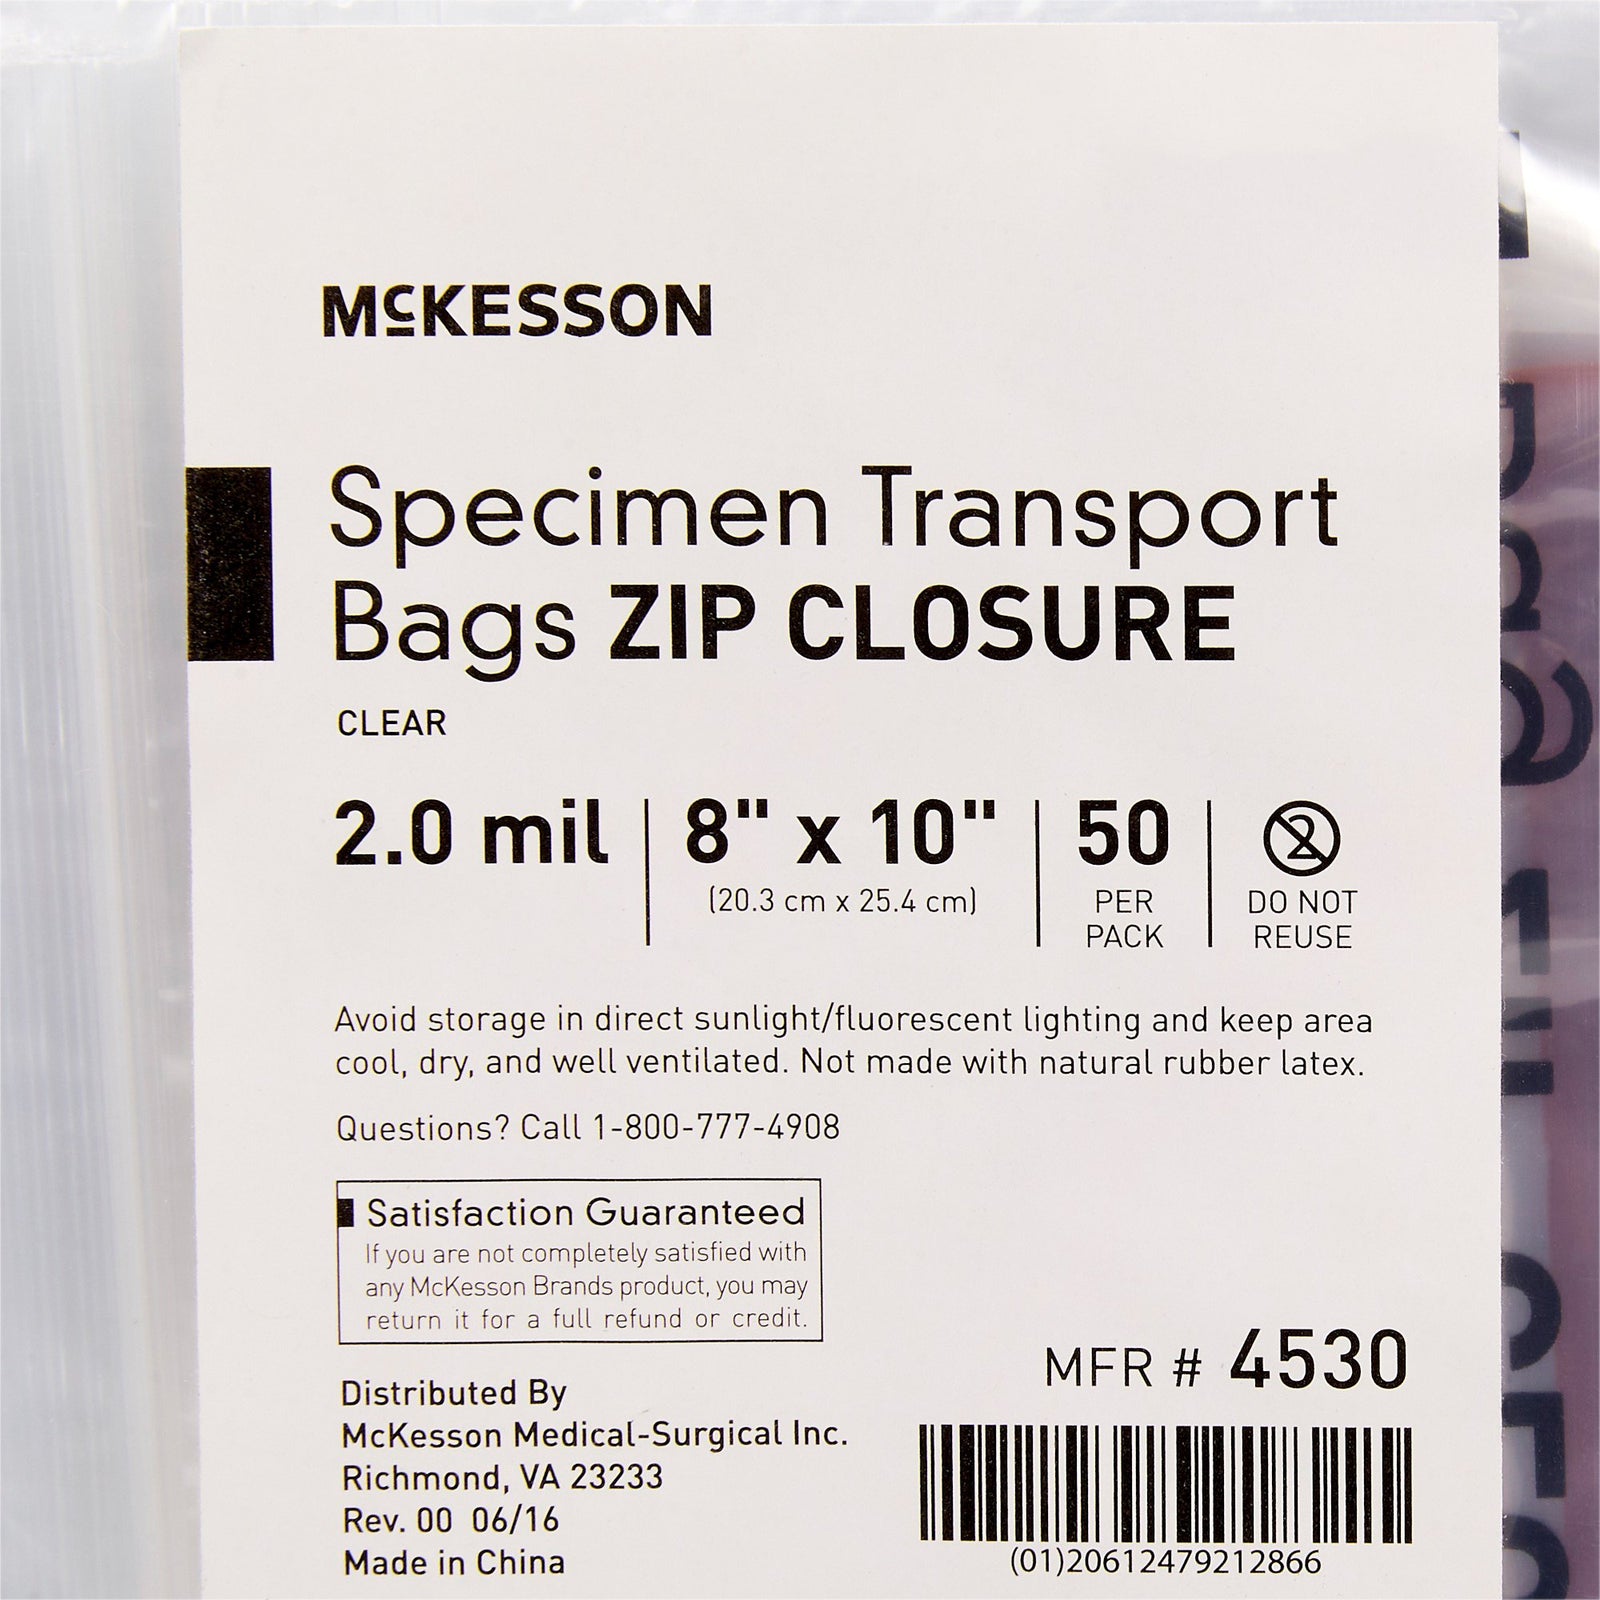 McKESSON
Specimen Transport
Bags ZIP CLOSURE
CLEAR
2.0 mil
8" x 10"
(20.3 cm x 25.4 cm)
50
PER
PACK
2
DO NOT
REUSE
Avoid storage in direct sunlight/fluorescent lighting and keep area
cool, dry, and well ventilated. Not made with natural rubber latex.
Questions? Call 1-800-777-4908
Satisfaction Guaranteed
If you are not completely satisfied with
any McKesson Brands product, you may
return it for a full refund or credit.
Distributed By
McKesson Medical-Surgical Inc.
Richmond, VA 23233
Rev. 00 06/16
Made in China
MFR # 4530
(01)20612479212866